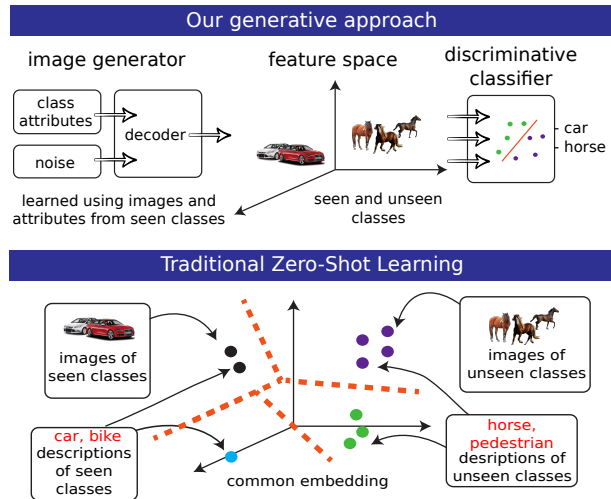 Our generative approach
image generator
feature space
discriminative
classifier
class
attributes
decoder
noise
car
horse
learned using images and
attributes from seen classes
seen and unseen
classes
Traditional Zero-Shot Learning
images of
seen classes
images of
unseen classes
car, bike
descriptions
of seen
classes
common embedding
horse,
pedestrian
desriptions of
unseen classes